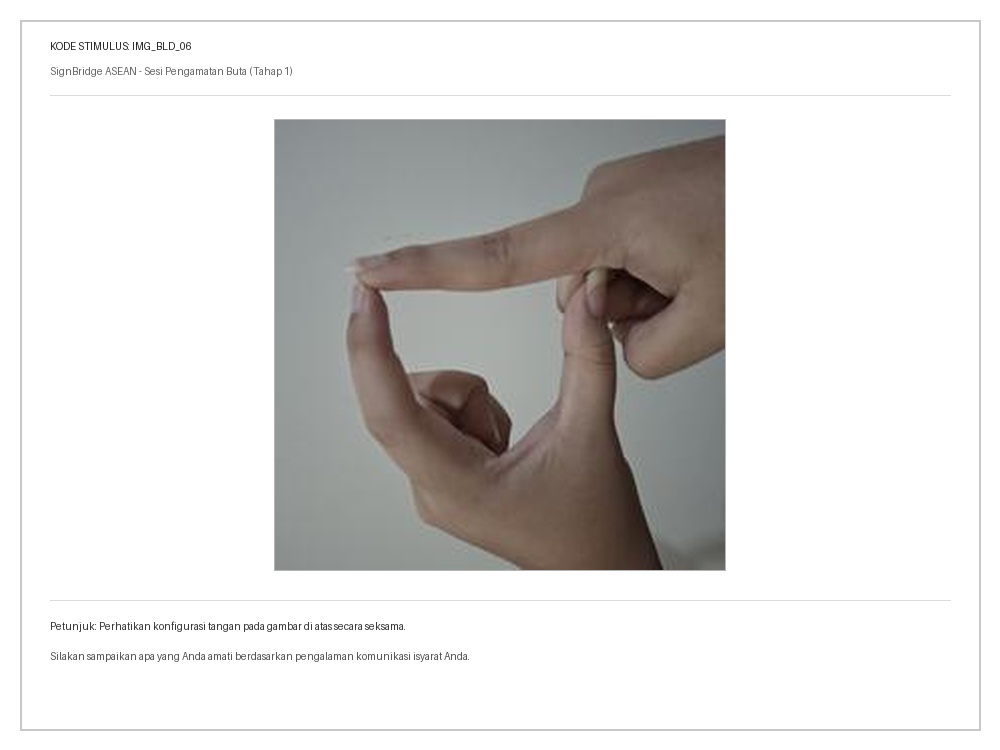 KODE STIMULUS: IMG_BLD_06
SignBridge ASEAN - Sesi Pengamatan Buta (Tahap 1)
Petunjuk: Perhatikan konfigurasi tangan pada gambar di atas secara seksama.
Silakan sampaikan apa yang Anda amati berdasarkan pengalaman komunikasi isyarat Anda.